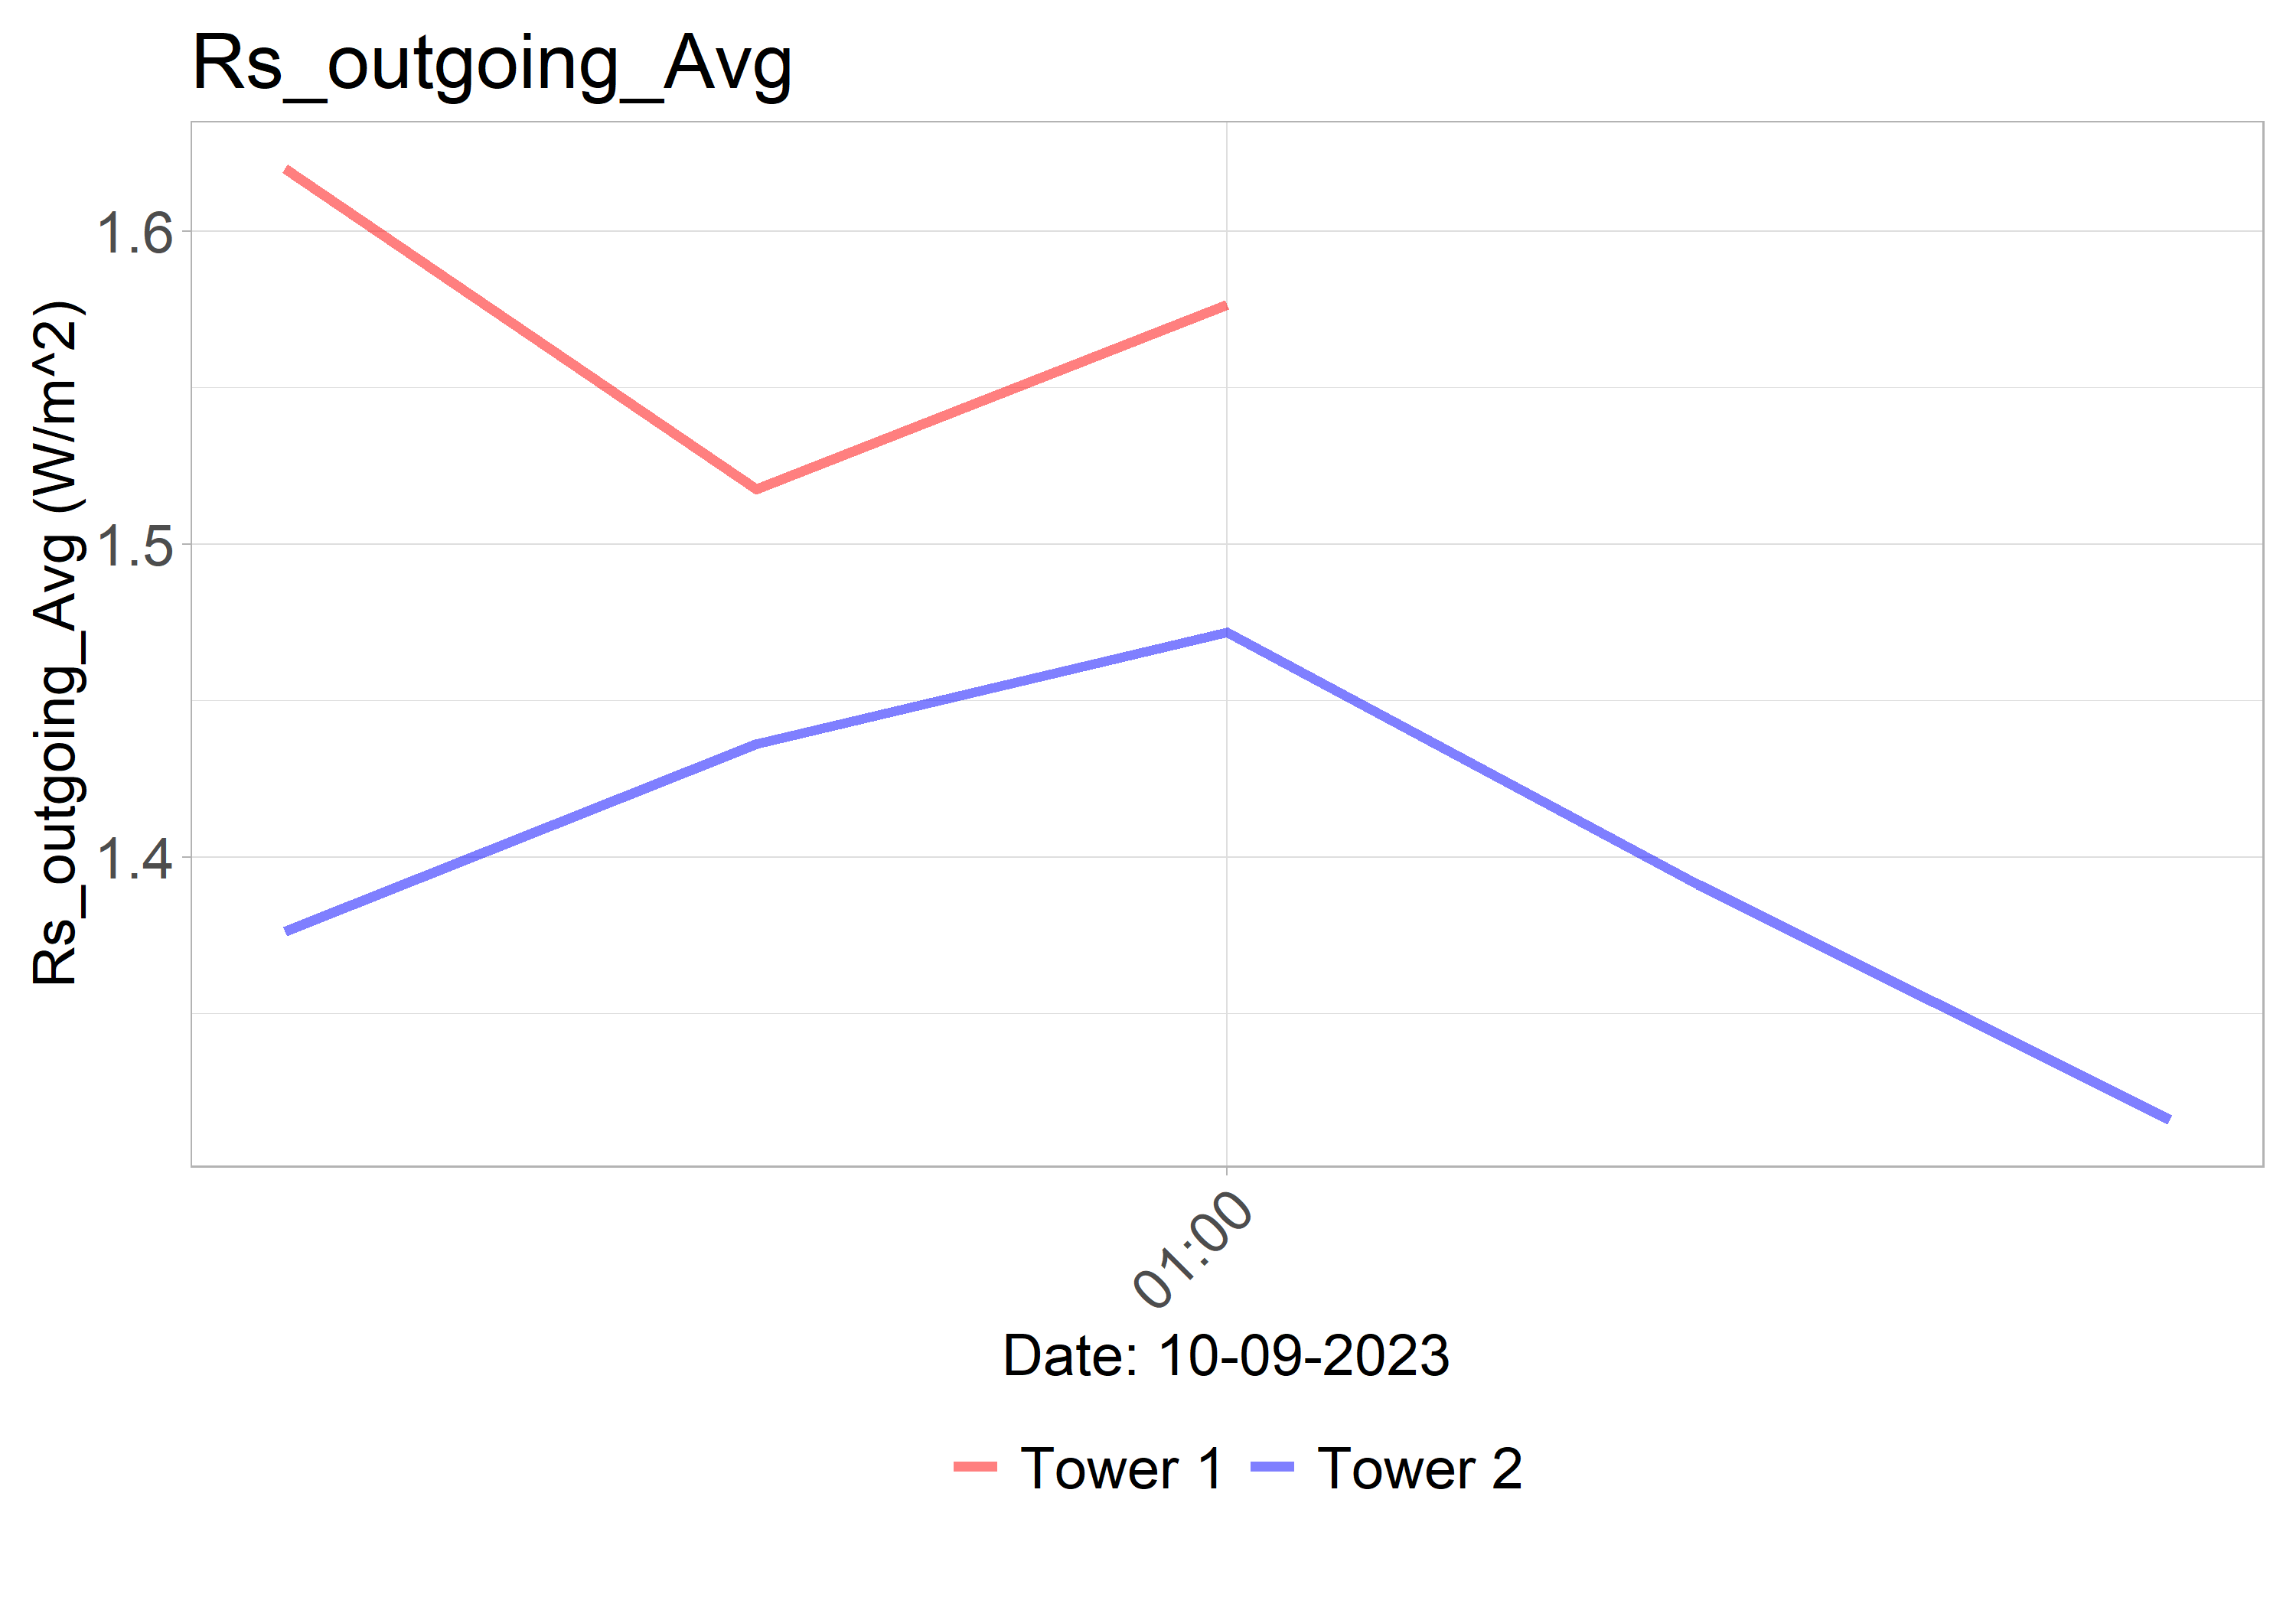 Rs_outgoing_Avg
Rs_outgoing_Avg (W/m^2)
1.6
1.5
1.4
01:00
Date: 10-09-2023
Tower 1 Tower 2